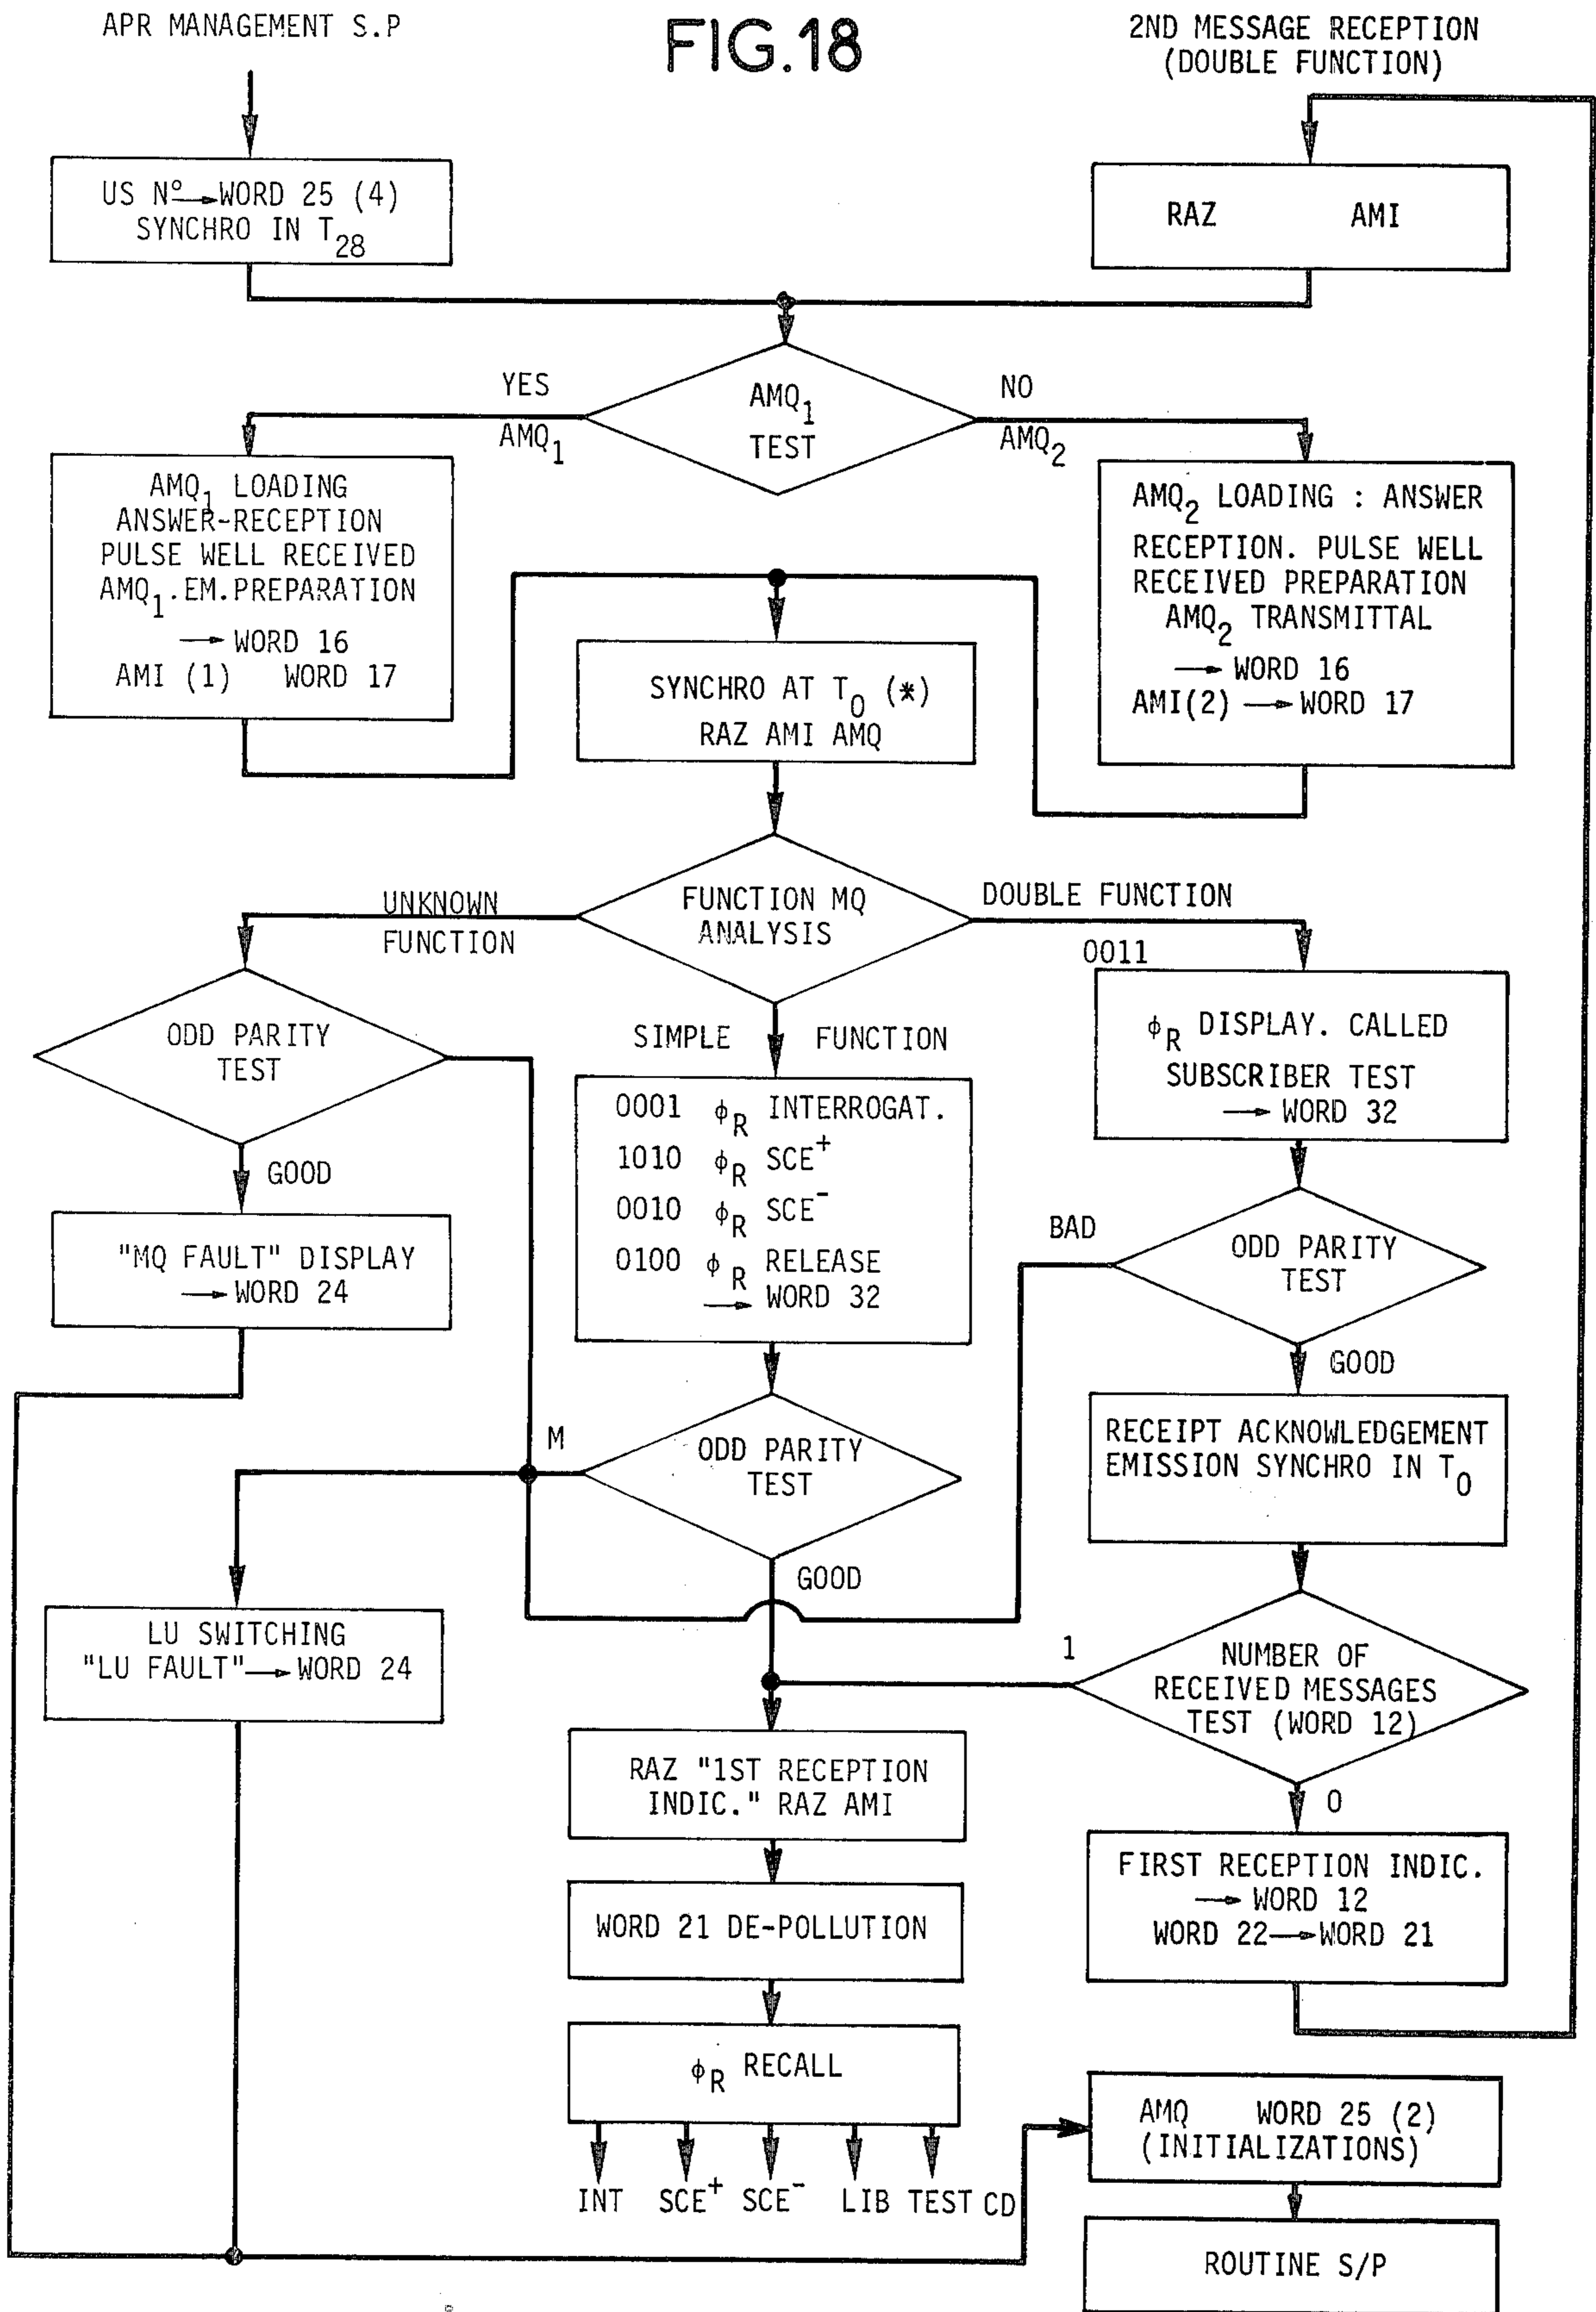 APR MANAGEMENT S.P
FIG.18
2ND MESSAGE RECEPTION
(DOUBLE FUNCTION)
US Nº→WORD 25 (4)
SYNCHRO IN T28
RAZ AMI
YES
AMQ1
AMQ1
TEST
NO
AMQ2
AMQ1 LOADING
ANSWER-RECEPTION
PULSE WELL RECEIVED
AMQ1.EM.PREPARATION
→ WORD 16
AMI (1) WORD 17
SYNCHRO AT T0 (*)
RAZ AMI AMQ
AMQ2 LOADING : ANSWER
RECEPTION. PULSE WELL
RECEIVED PREPARATION
AMQ2 TRANSMITTAL
→ WORD 16
AMI(2) → WORD 17
UNKNOWN
FUNCTION
FUNCTION MQ
ANALYSIS
DOUBLE FUNCTION
0011
ODD PARITY
TEST
SIMPLE FUNCTION
ϕR DISPLAY. CALLED
SUBSCRIBER TEST
→ WORD 32
GOOD
0001 ϕR INTERROGAT.
1010 ϕR SCE+
0010 ϕR SCE-
0100 ϕR RELEASE
→ WORD 32
"MQ FAULT" DISPLAY
→ WORD 24
BAD
ODD PARITY
TEST
GOOD
M
ODD PARITY
TEST
GOOD
RECEIPT ACKNOWLEDGEMENT
EMISSION SYNCHRO IN T0
LU SWITCHING
"LU FAULT"→ WORD 24
1
NUMBER OF
RECEIVED MESSAGES
TEST (WORD 12)
0
RAZ "1ST RECEPTION
INDIC." RAZ AMI
FIRST RECEPTION INDIC.
→ WORD 12
WORD 22→WORD 21
WORD 21 DE-POLLUTION
ϕR RECALL
INT SCE+ SCE- LIB TEST CD
AMQ WORD 25 (2)
(INITIALIZATIONS)
ROUTINE S/P